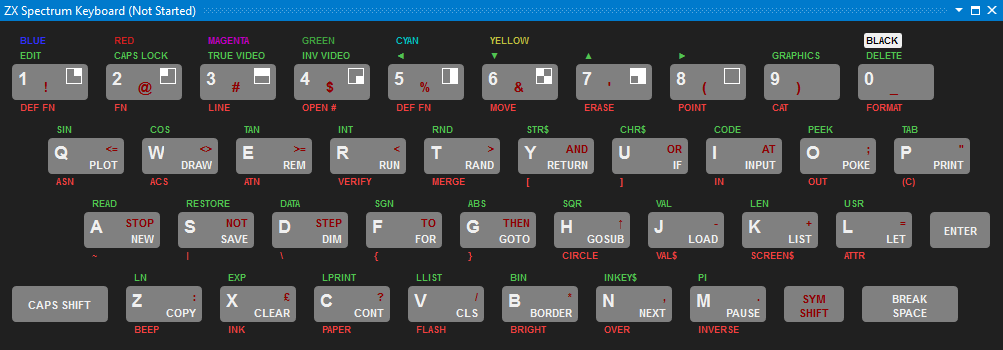 ZX Spectrum Keyboard (Not Started)
BLUE RED MAGENTA GREEN CYAN YELLOW BLACK
EDIT CAPS LOCK TRUE VIDEO INV VIDEO ◄ ▼ ▲ ► GRAPHICS DELETE
1 ! 2 @ 3 # 4 $ 5 % 6 & 7 ' 8 ( 9 ) 0 _
DEF FN FN LINE OPEN # DEF FN MOVE ERASE POINT CAT FORMAT
SIN COS TAN INT RND STR$ CHR$ CODE PEEK TAB
Q <= W <> E >= R < T > Y AND U OR I AT O ; P "
PLOT DRAW REM RUN RAND RETURN IF INPUT POKE PRINT
ASN ACS ATN VERIFY MERGE [ ] IN OUT (C)
READ RESTORE DATA SGN ABS SQR VAL LEN USR
A STOP S NOT D STEP F TO G THEN H ↑ J - K + L = ENTER
NEW SAVE DIM FOR GOTO GOSUB LOAD LIST LET
~ | \ { } CIRCLE VAL$ SCREEN$ ATTR
LN EXP LPRINT LLIST BIN INKEY$ PI
CAPS SHIFT Z : X £ C ? V / B * N , M . SYM BREAK
COPY CLEAR CONT CLS BORDER NEXT PAUSE SHIFT SPACE
BEEP INK PAPER FLASH BRIGHT OVER INVERSE